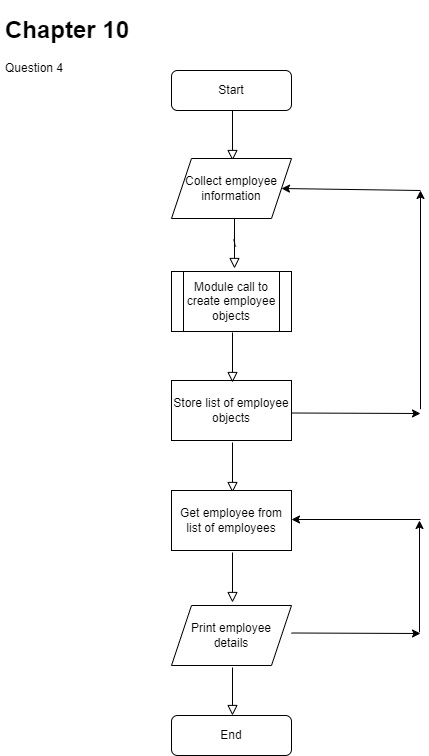 Chapter 10
Question 4
Start
Collect employee
information
Module call to
create employee
objects
Store list of employee
objects
Get employee from
list of employees
Print employee
details
End